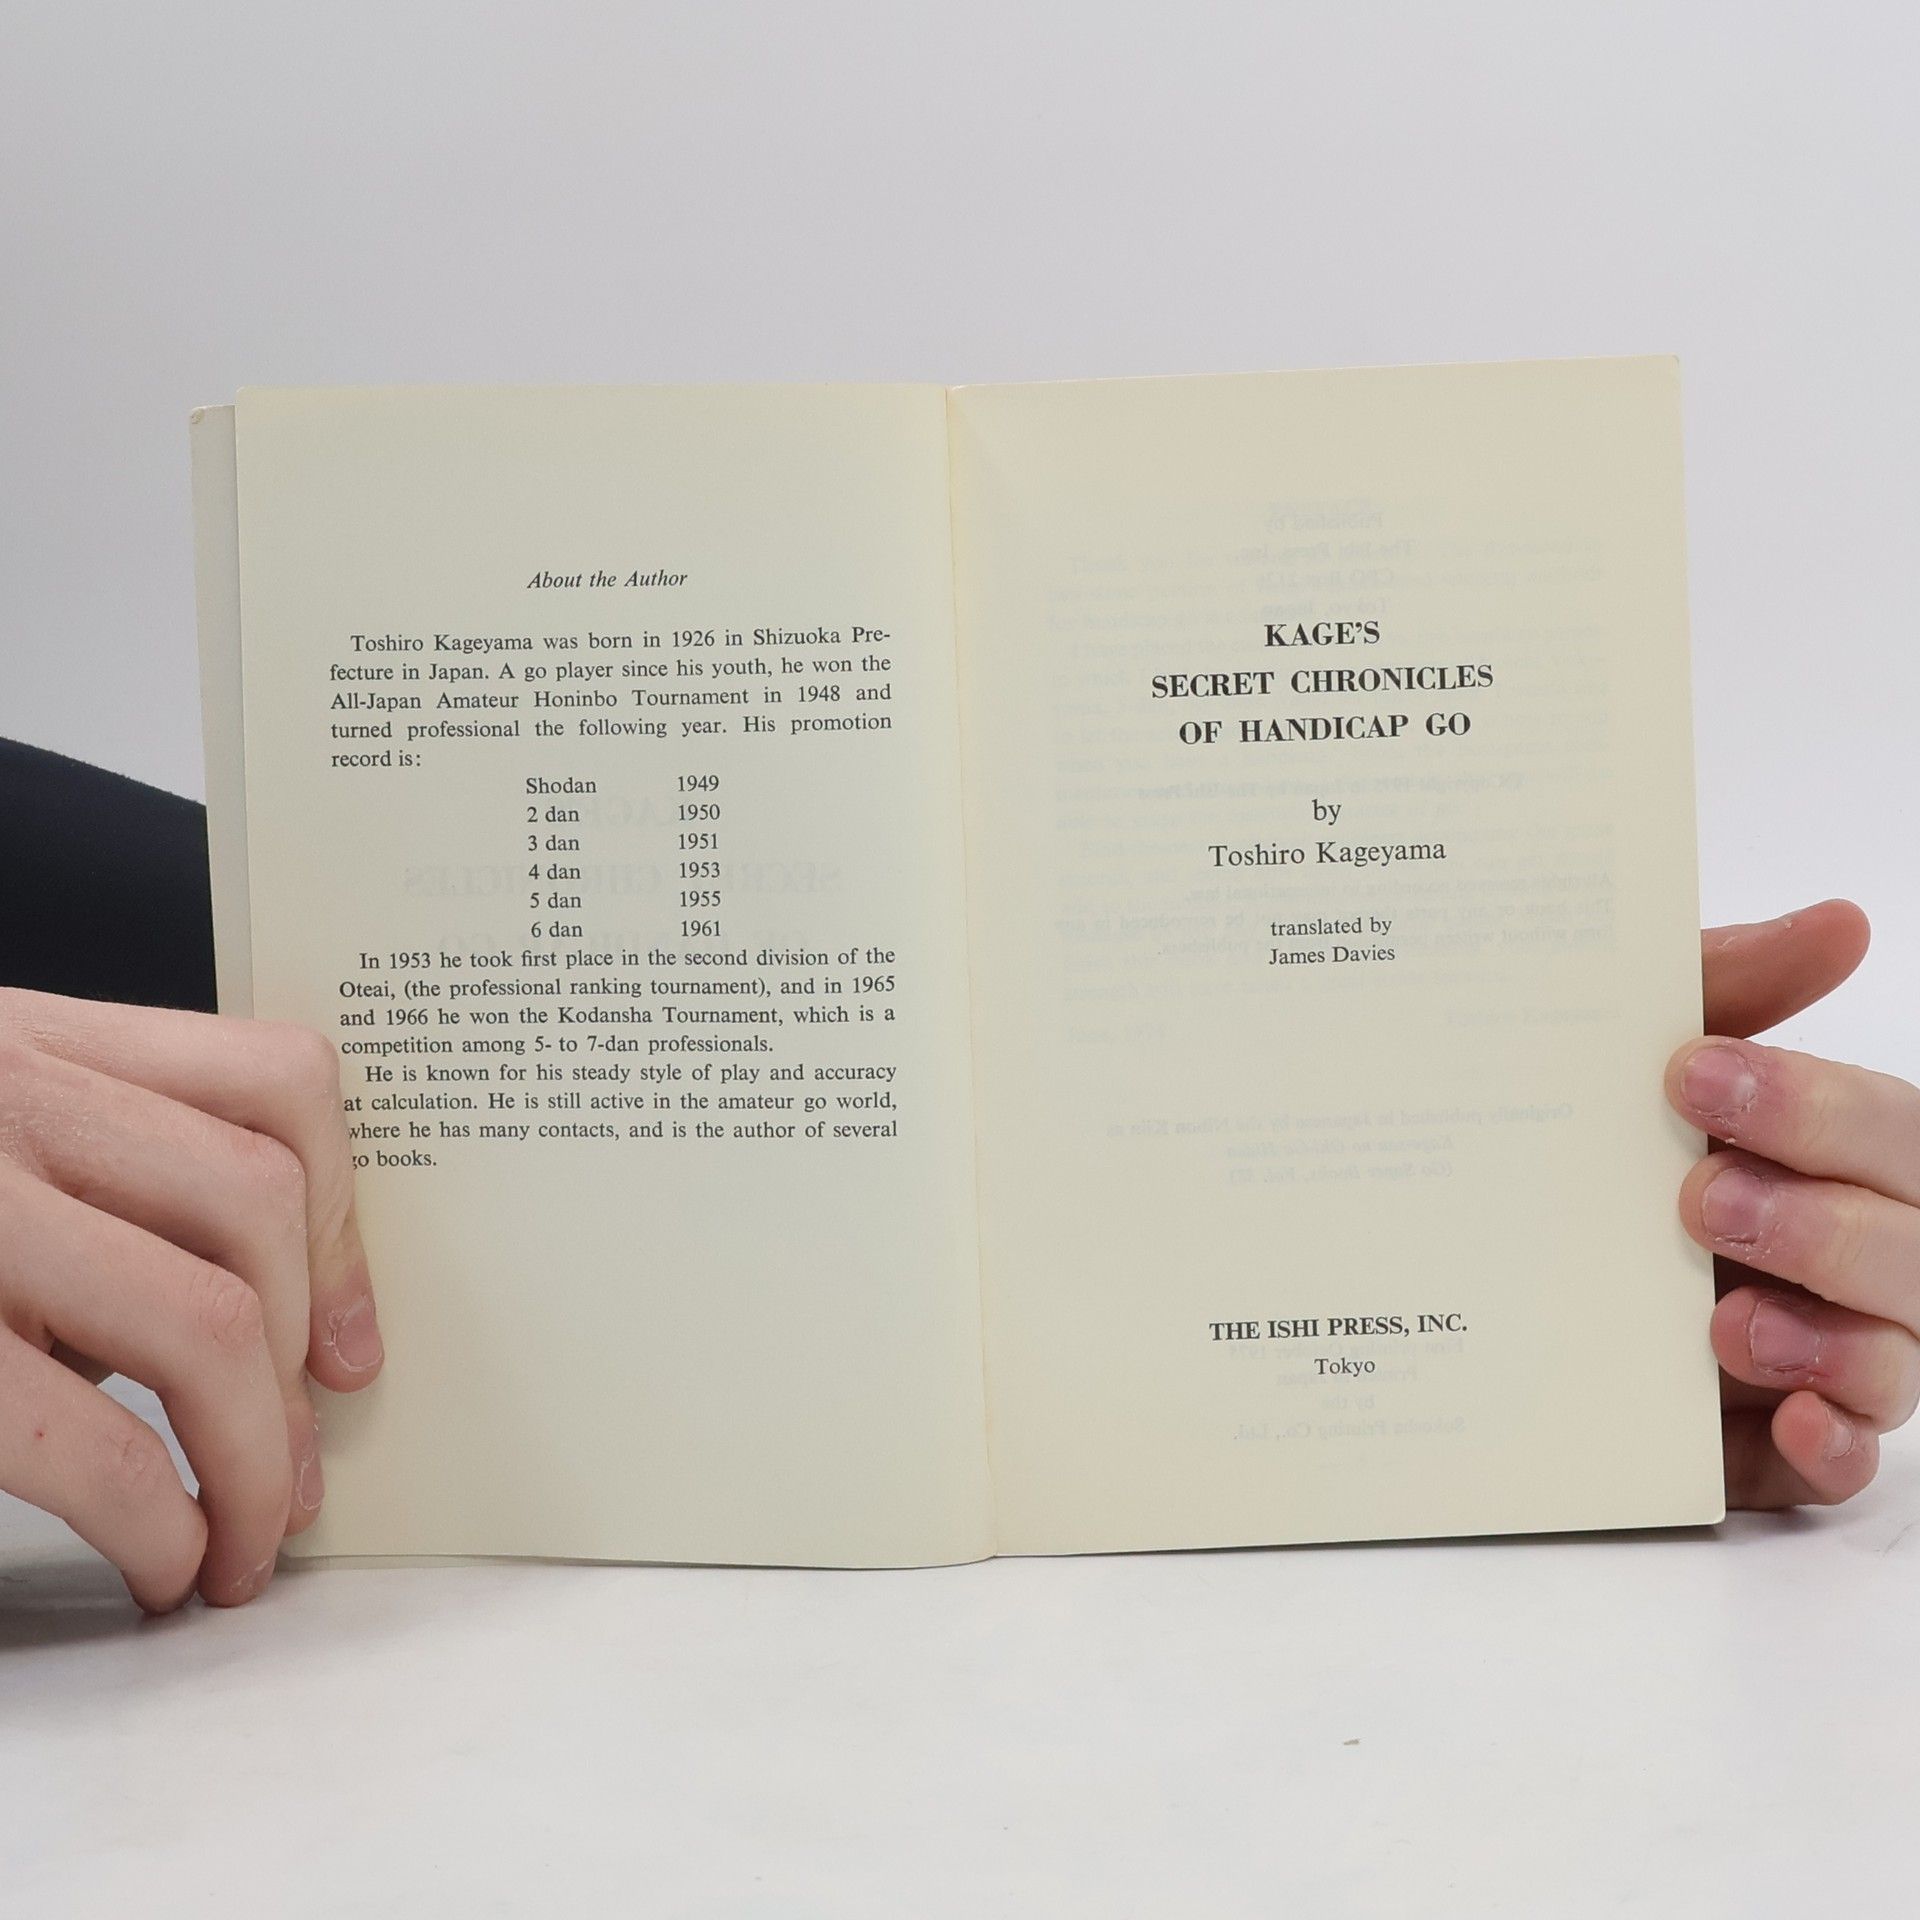 About the Author
Toshiro Kageyama was born in 1926 in Shizuoka Pre-
fecture in Japan. A go player since his youth, he won the
All-Japan Amateur Honinbo Tournament in 1948 and
turned professional the following year. His promotion
record is:
Shodan 1949
2 dan 1950
3 dan 1951
4 dan 1953
5 dan 1955
6 dan 1961
In 1953 he took first place in the second division of the
Oteai, (the professional ranking tournament), and in 1965
and 1966 he won the Kodansha Tournament, which is a
competition among 5- to 7-dan professionals.
He is known for his steady style of play and accuracy
at calculation. He is still active in the amateur go world,
where he has many contacts, and is the author of several
go books.
KAGE'S
SECRET CHRONICLES
OF HANDICAP GO
by
Toshiro Kageyama
translated by
James Davies
THE ISHI PRESS, INC.
Tokyo